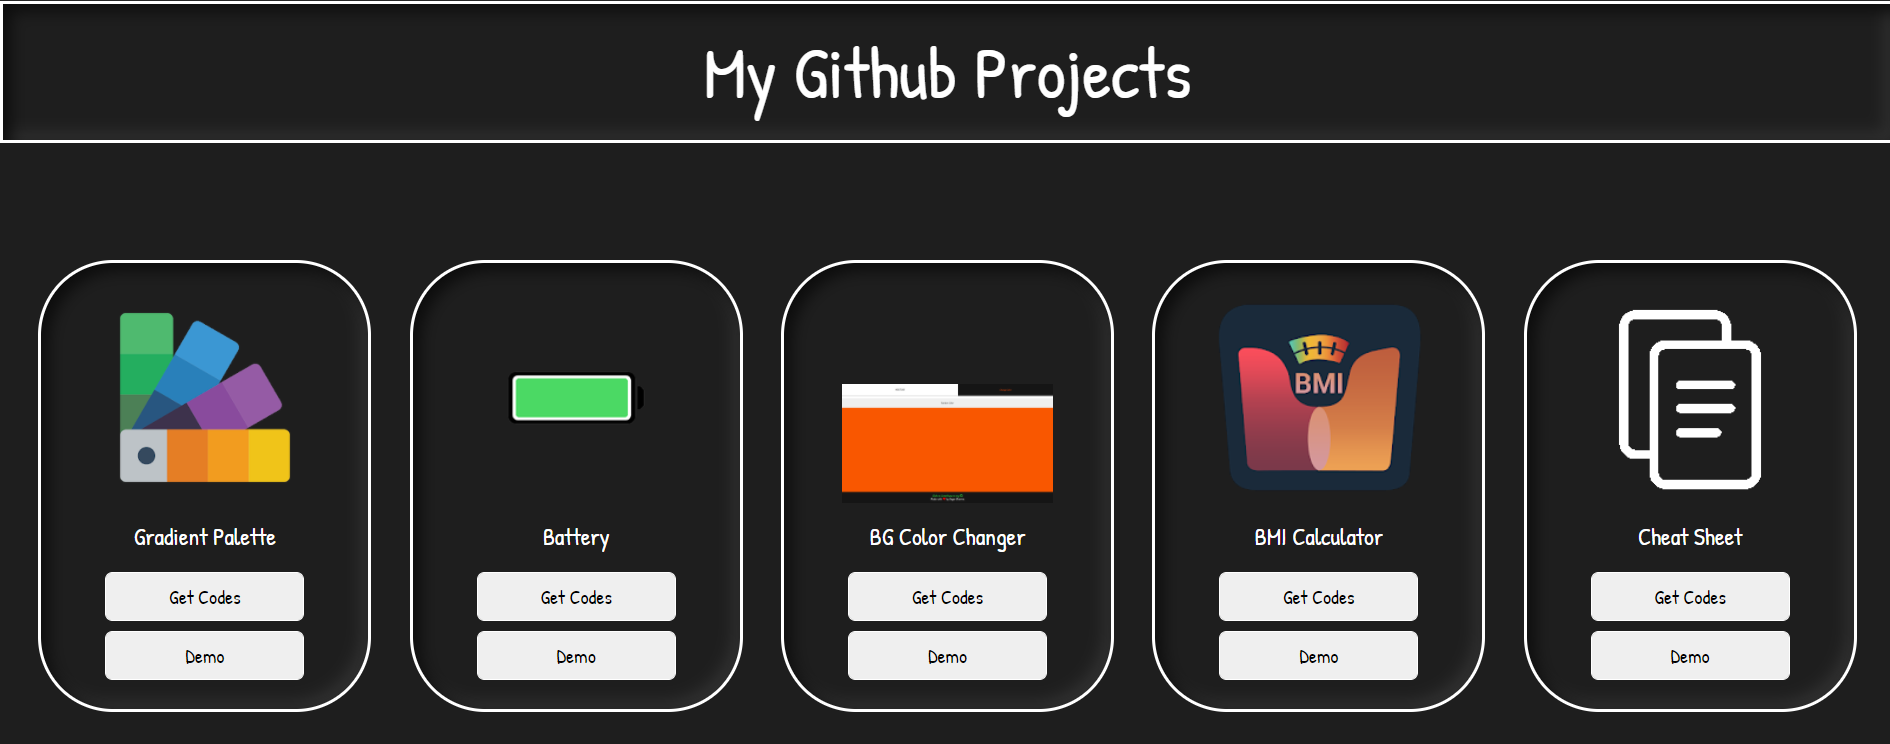 My Github Projects
BMI
Gradient Palette
Battery
BG Color Changer
BMI Calculator
Cheat Sheet
Get Codes
Get Codes
Get Codes
Get Codes
Get Codes
Demo
Demo
Demo
Demo
Demo